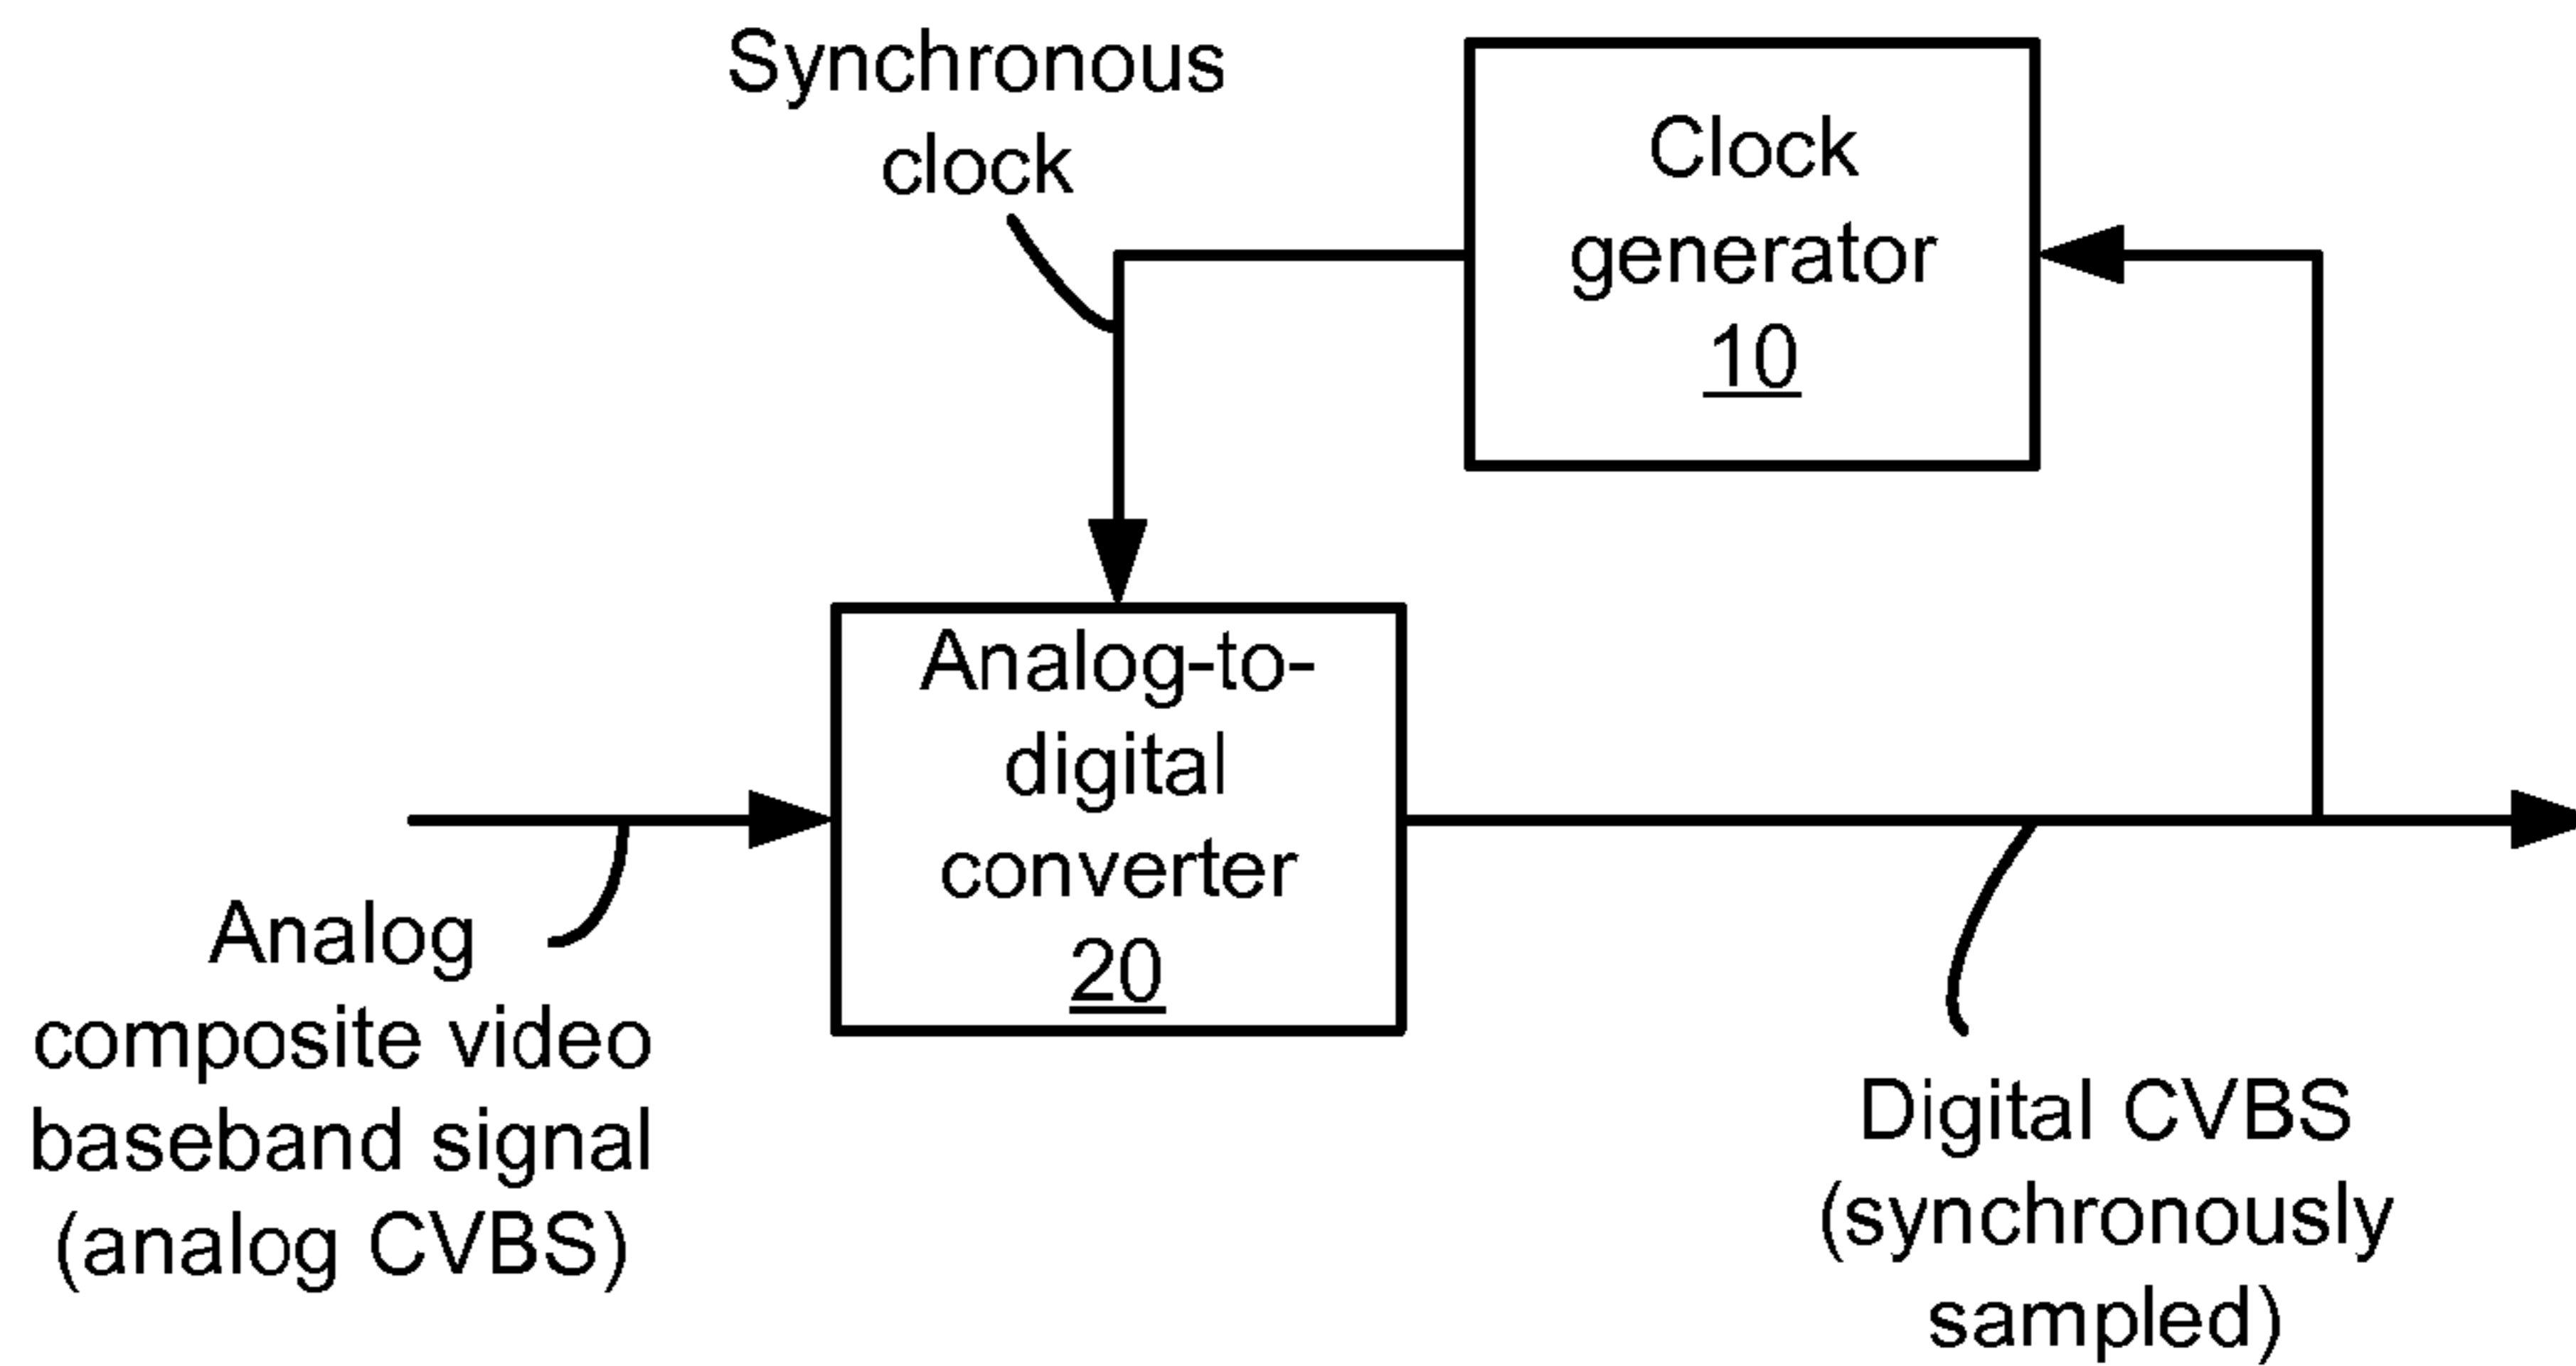 Synchronous
clock
Clock
generator
10
Analog-to-
digital
converter
20
Analog
composite video
baseband signal
(analog CVBS)
Digital CVBS
(synchronously
sampled)